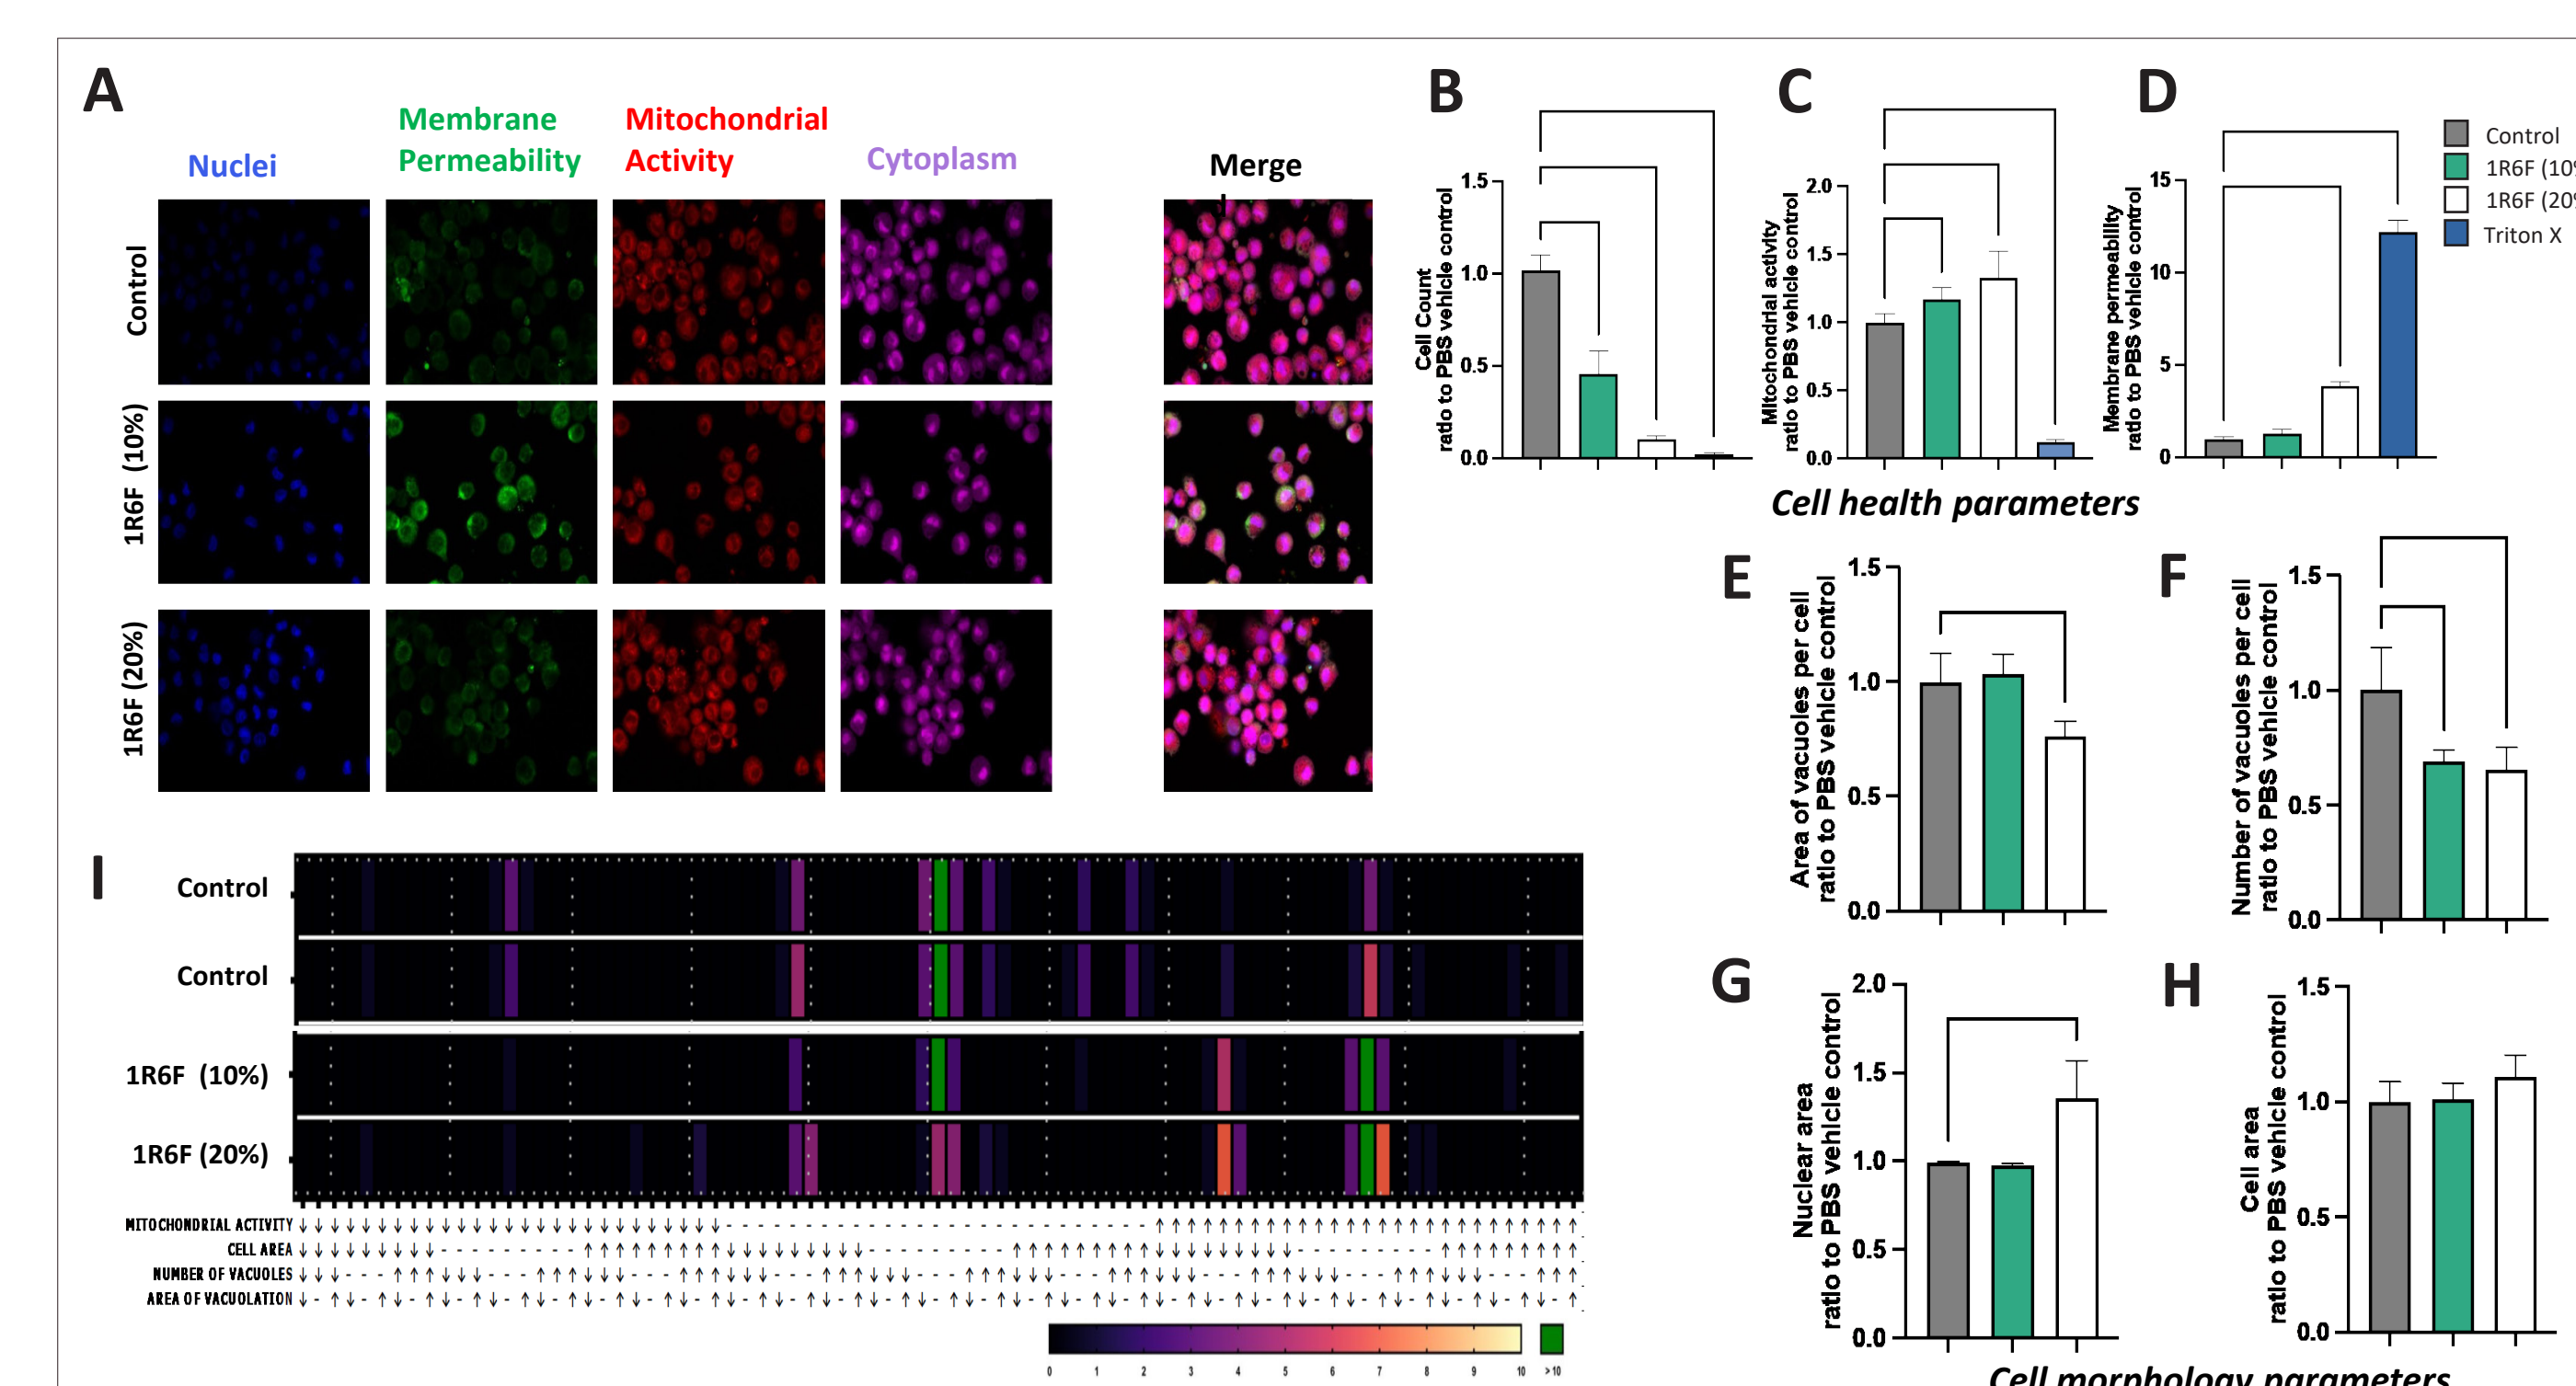 A
Nuclei
Membrane
Permeability
Mitochondrial
Activity
Cytoplasm
Merge
Control
1R6F (10%)
1R6F (20%)
B
Cell Count
ratio to PBS vehicle control
1.5
1.0
0.5
0.0
C
Mitochondrial activity
ratio to PBS vehicle control
2.0
1.5
1.0
0.5
0.0
D
Membrane permeability
ratio to PBS vehicle control
15
10
5
0
Control
1R6F (10%
1R6F (20%
Triton X
Cell health parameters
E
Area of vacuoles per cell
ratio to PBS vehicle control
1.5
1.0
0.5
0.0
F
Number of vacuoles per cell
ratio to PBS vehicle control
1.5
1.0
0.5
0.0
G
Nuclear area
ratio to PBS vehicle control
2.0
1.5
1.0
0.5
0.0
H
Cell area
ratio to PBS vehicle control
1.5
1.0
0.5
0.0
Cell morphology parameters
I
Control
Control
1R6F (10%)
1R6F (20%)
MITOCHONDRIAL ACTIVITY
CELL AREA
NUMBER OF VACUOLES
AREA OF VACUOLATION
0 1 2 3 4 5 6 7 8 9 10 >10